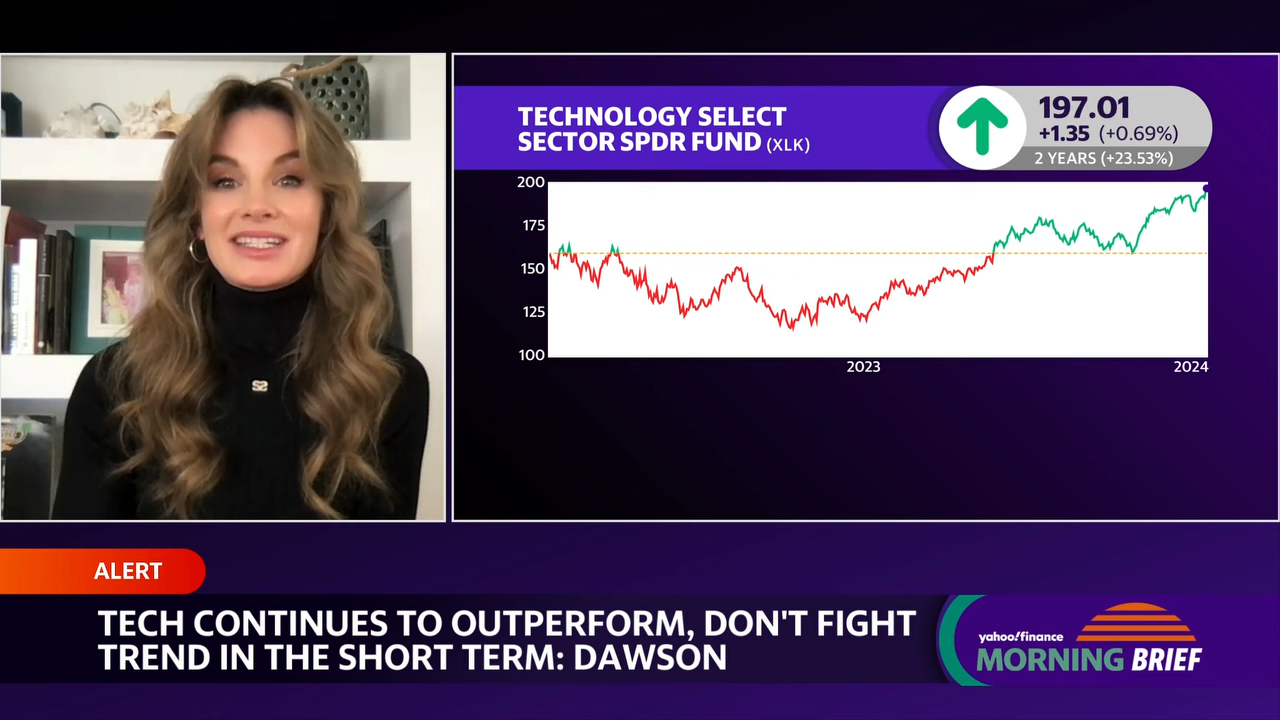 TECHNOLOGY SELECT
SECTOR SPDR FUND (XLK)
197.01
+1.35 (+0.69%)
2 YEARS (+23.53%)
200
175
150
125
100
2023
2024
ALERT
TECH CONTINUES TO OUTPERFORM, DON'T FIGHT
TREND IN THE SHORT TERM: DAWSON
yahoo!finance
MORNING BRIEF